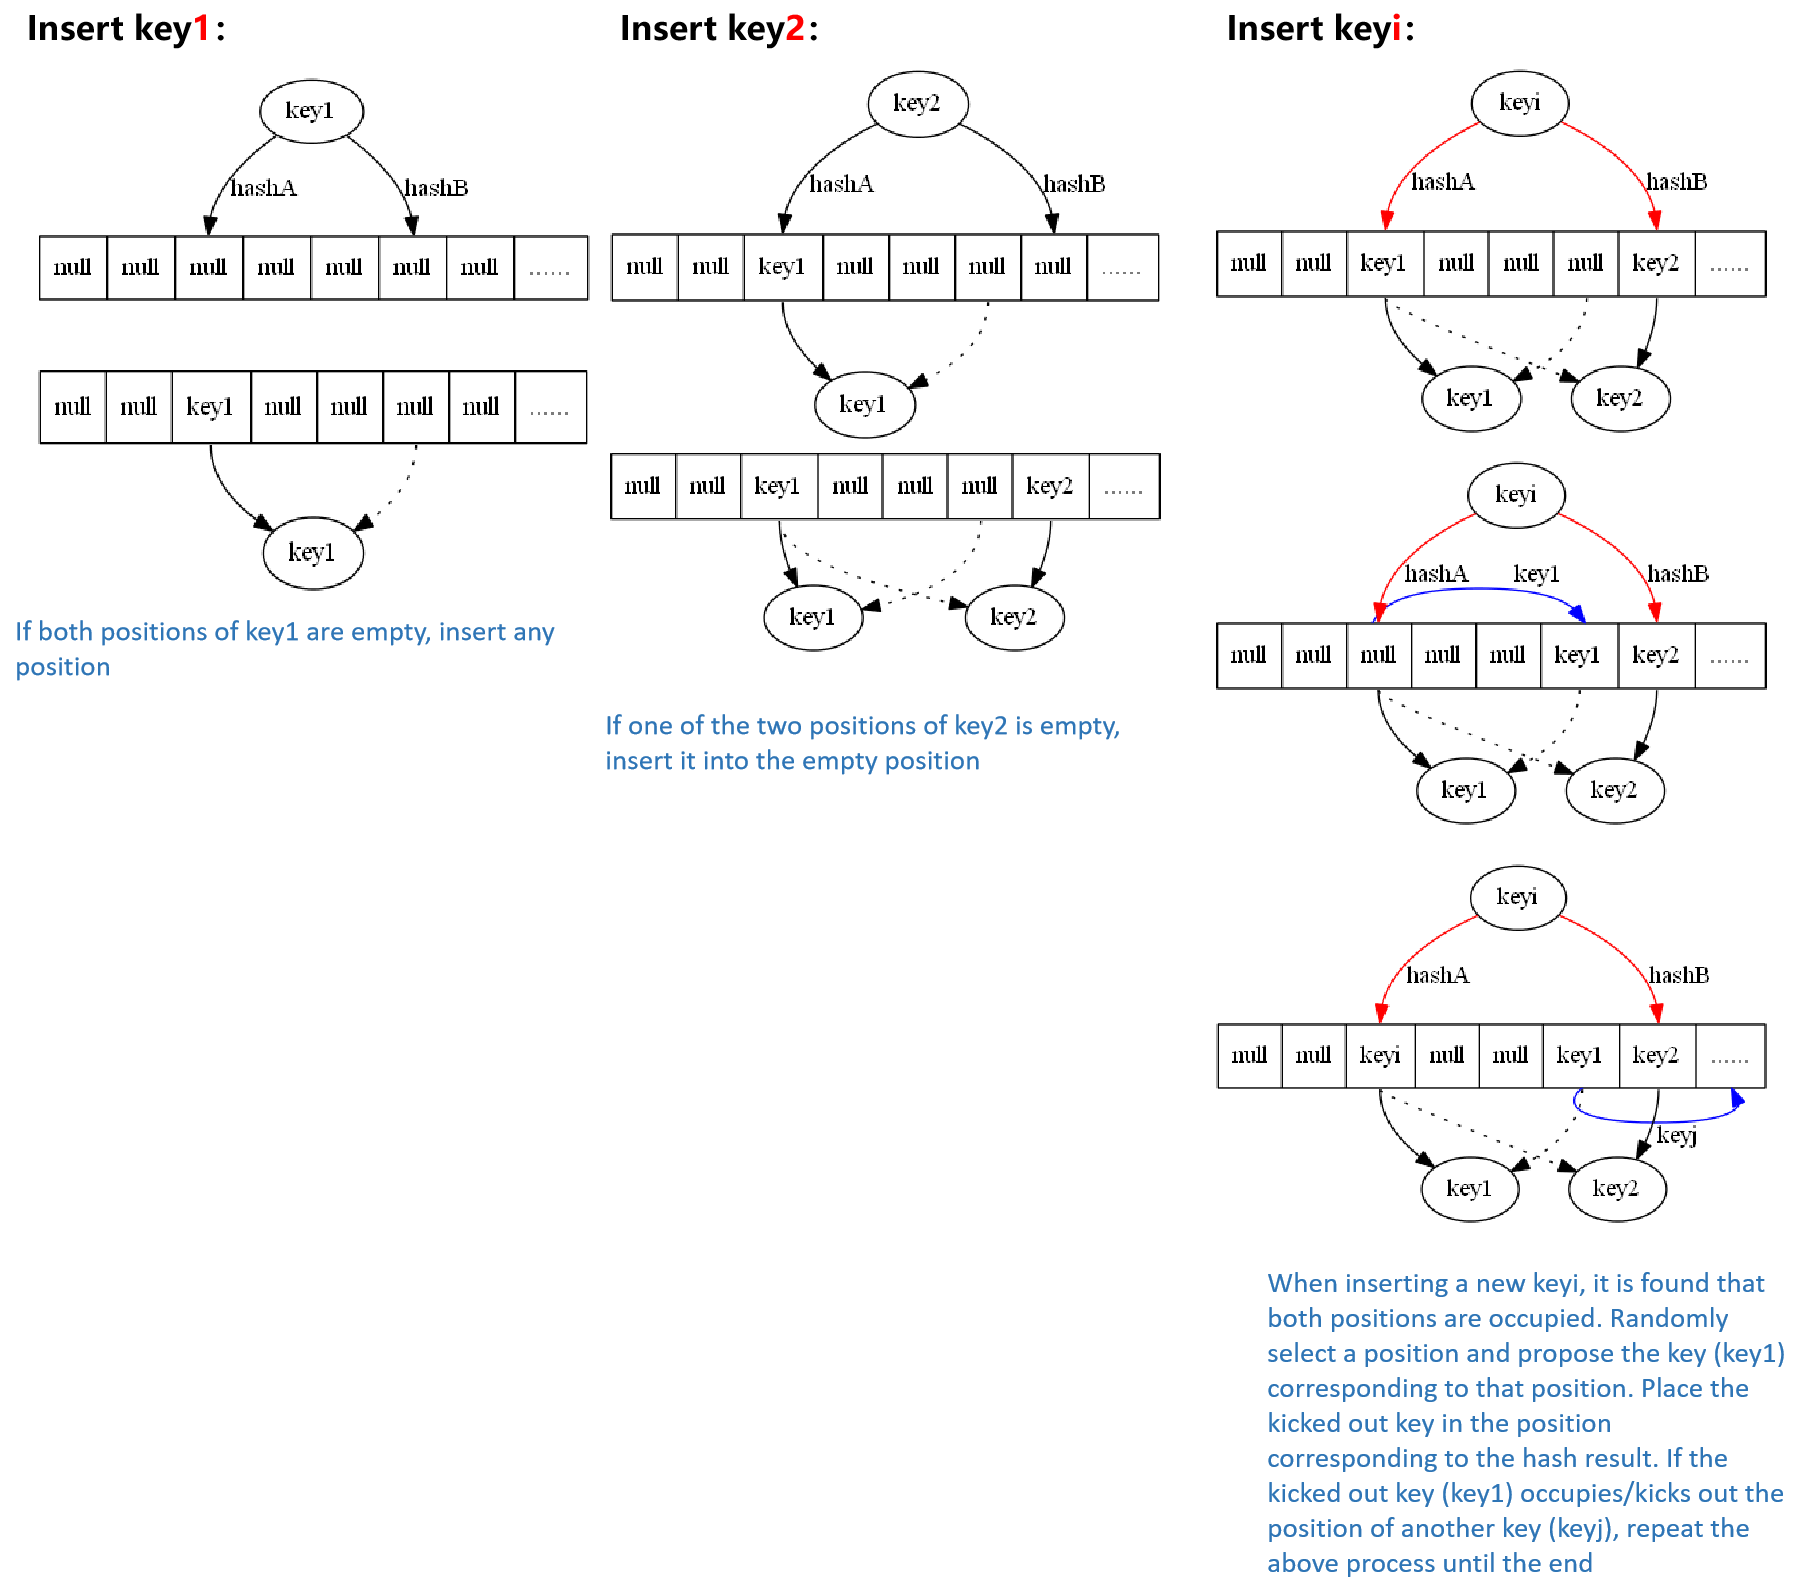 Insert key1:
key1
hashA hashB
null null null null null null null ......
null null key1 null null null null ......
key1
If both positions of key1 are empty, insert any
position
Insert key2:
key2
hashA hashB
null null key1 null null null null ......
key1
null null key1 null null null key2 ......
key1 key2
If one of the two positions of key2 is empty,
insert it into the empty position
Insert keyi:
keyi
hashA hashB
null null key1 null null null key2 ......
key1 key2
keyi
hashA key1 hashB
null null null null null key1 key2 ......
key1 key2
keyi
hashA hashB
null null keyi null null key1 key2 ......
keyj
key1 key2
When inserting a new keyi, it is found that
both positions are occupied. Randomly
select a position and propose the key (key1)
corresponding to that position. Place the
kicked out key in the position
corresponding to the hash result. If the
kicked out key (key1) occupies/kicks out the
position of another key (keyj), repeat the
above process until the end